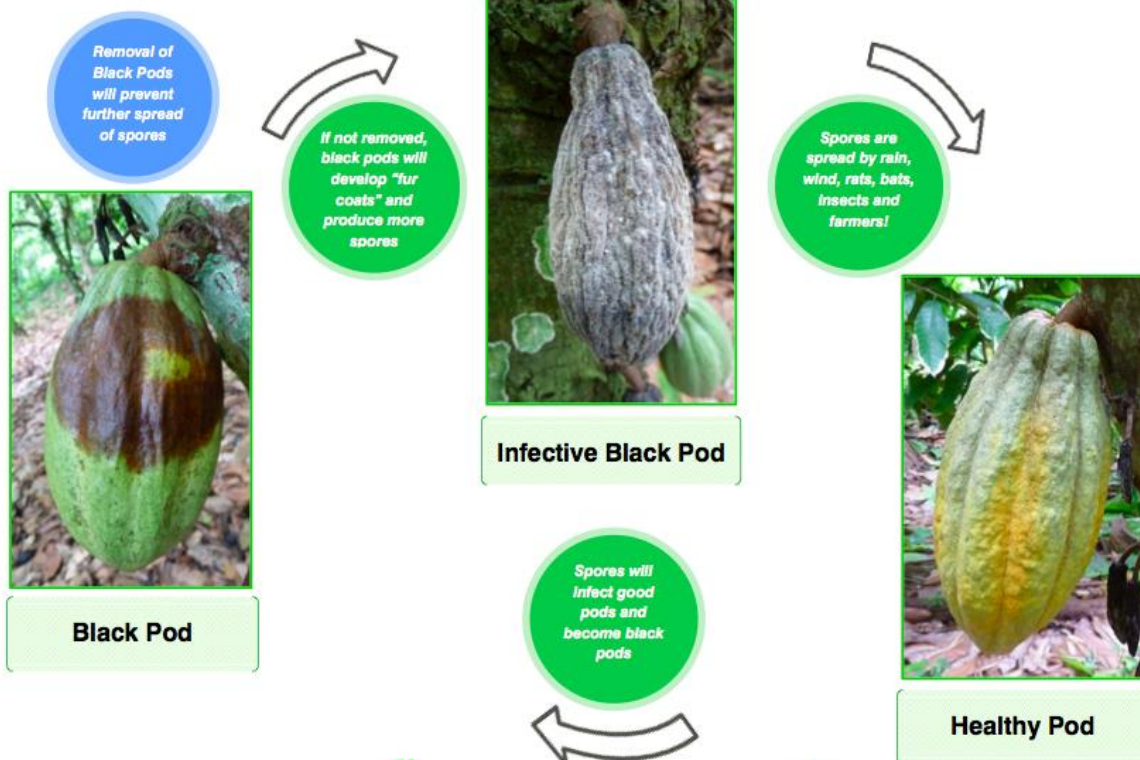 Removal of
Black Pods
will prevent
further spread
of spores
If not removed,
black pods will
develop "fur
coats" and
produce more
spores
Spores are
spread by rain,
wind, rats, bats,
insects and
farmers!
Infective Black Pod
Black Pod
Spores will
infect good
pods and
become black
pods
Healthy Pod